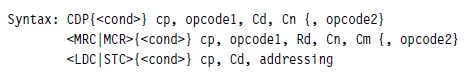 Syntax: CDP{<cond>} cp, opcode1, Cd, Cn {, opcode2}
<MRC|MCR>{<cond>} cp, opcode1, Rd, Cn, Cm {, opcode2}
<LDC|STC>{<cond>} cp, Cd, addressing